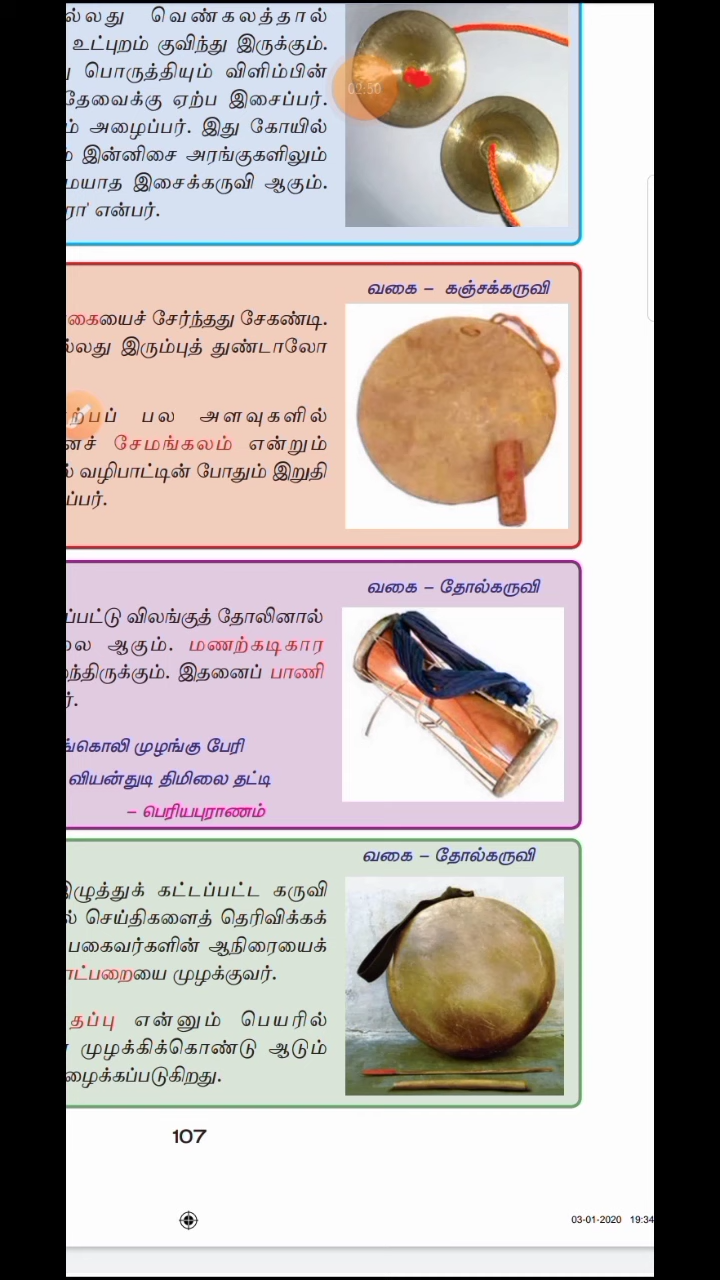 ல்லது வெண்கலத்தால்
உட்புறம் குவிந்து இருக்கும்.
பொருத்தியும் விளிம்பின்
தேவைக்கு ஏற்ப இசைப்பர்.
ம் அழைப்பர். இது கோயில்
இன்னிசை அரங்குகளிலும்
மையாத இசைக்கருவி ஆகும்.
ரா' என்பர்.
02:50
வகை – கஞ்சக்கருவி
கையைச் சேர்ந்தது சேகண்டி.
ல்லது இரும்புத் துண்டாலோ
ற்பப் பல அளவுகளில்
னச் சேமங்கலம் என்றும்
ல் வழிபாட்டின் போதும் இறுதி
ப்பர்.
வகை – தோல்கருவி
ப்பட்டு விலங்குத் தோலினால்
லை ஆகும். மணற்கடிகார
ந்திருக்கும். இதனைப் பாணி
ர்.
ங்கொலி முழங்கு பேரி
வியன்துடி திமிலை தட்டி
– பெரியபுராணம்
வகை – தோல்கருவி
இழுத்துக் கட்டப்பட்ட கருவி
ல் செய்திகளைத் தெரிவிக்கக்
பகைவர்களின் ஆநிரையைக்
ாட்பறையை முழக்குவர்.
தப்பு என்னும் பெயரில்
முழக்கிக்கொண்டு ஆடும்
ழைக்கப்படுகிறது.
107
03-01-2020 19:34